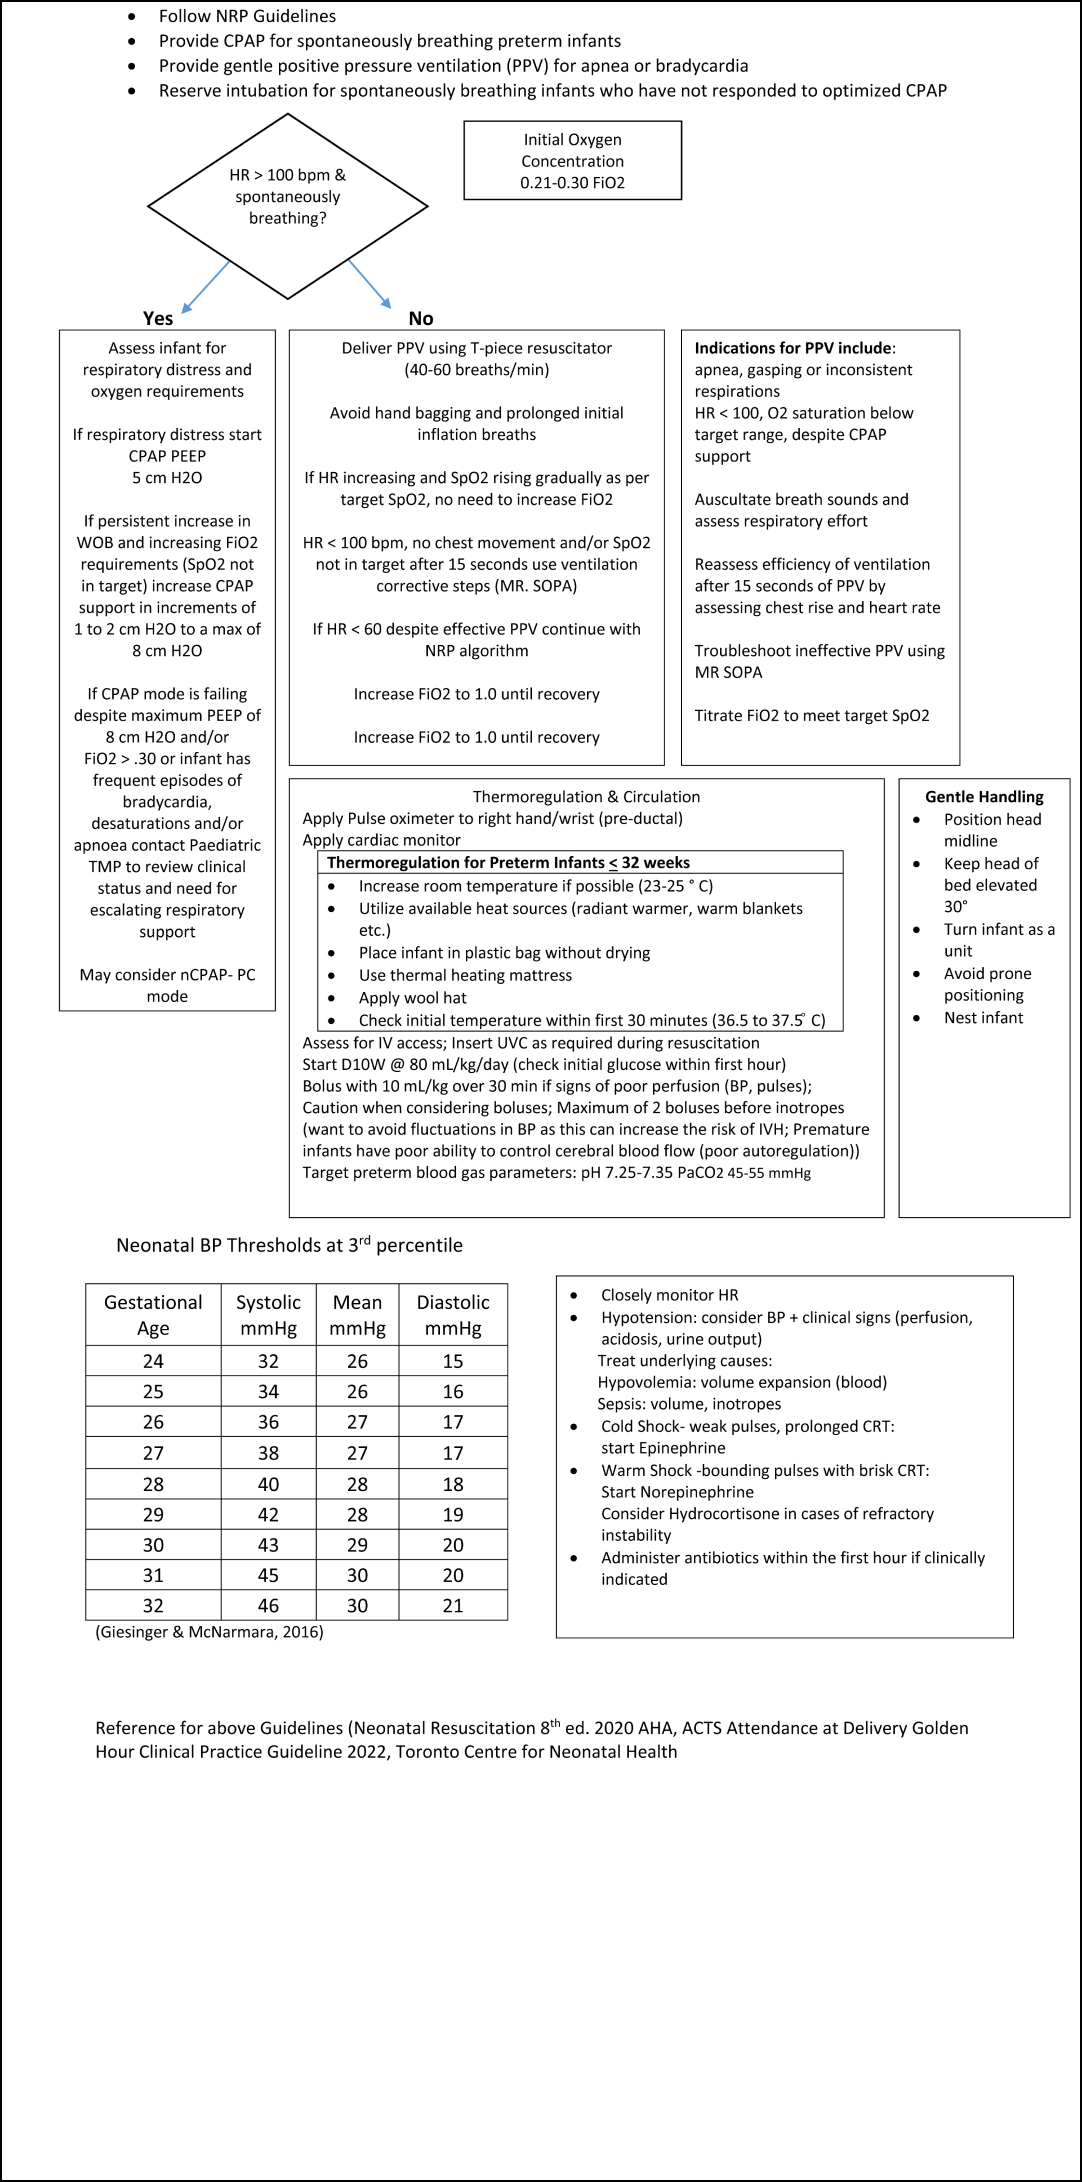 • Follow NRP Guidelines
• Provide CPAP for spontaneously breathing preterm infants
• Provide gentle positive pressure ventilation (PPV) for apnea or bradycardia
• Reserve intubation for spontaneously breathing infants who have not responded to optimized CPAP
HR > 100 bpm &
spontaneously
breathing?
Initial Oxygen
Concentration
0.21-0.30 FiO2
Yes
No
Assess infant for
respiratory distress and
oxygen requirements
If respiratory distress start
CPAP PEEP
5 cm H2O
If persistent increase in
WOB and increasing FiO2
requirements (SpO2 not
in target) increase CPAP
support in increments of
1 to 2 cm H2O to a max of
8 cm H2O
If CPAP mode is failing
despite maximum PEEP of
8 cm H2O and/or
FiO2 > .30 or infant has
frequent episodes of
bradycardia,
desaturations and/or
apnoea contact Paediatric
TMP to review clinical
status and need for
escalating respiratory
support
May consider nCPAP- PC
mode
Deliver PPV using T-piece resuscitator
(40-60 breaths/min)
Avoid hand bagging and prolonged initial
inflation breaths
If HR increasing and SpO2 rising gradually as per
target SpO2, no need to increase FiO2
HR < 100 bpm, no chest movement and/or SpO2
not in target after 15 seconds use ventilation
corrective steps (MR. SOPA)
If HR < 60 despite effective PPV continue with
NRP algorithm
Increase FiO2 to 1.0 until recovery
Increase FiO2 to 1.0 until recovery
Indications for PPV include:
apnea, gasping or inconsistent
respirations
HR < 100, O2 saturation below
target range, despite CPAP
support
Auscultate breath sounds and
assess respiratory effort
Reassess efficiency of ventilation
after 15 seconds of PPV by
assessing chest rise and heart rate
Troubleshoot ineffective PPV using
MR SOPA
Titrate FiO2 to meet target SpO2
Thermoregulation & Circulation
Apply Pulse oximeter to right hand/wrist (pre-ductal)
Apply cardiac monitor
Thermoregulation for Preterm Infants ≤ 32 weeks
• Increase room temperature if possible (23-25 ° C)
• Utilize available heat sources (radiant warmer, warm blankets
etc.)
• Place infant in plastic bag without drying
• Use thermal heating mattress
• Apply wool hat
• Check initial temperature within first 30 minutes (36.5 to 37.5° C)
Assess for IV access; Insert UVC as required during resuscitation
Start D10W @ 80 mL/kg/day (check initial glucose within first hour)
Bolus with 10 mL/kg over 30 min if signs of poor perfusion (BP, pulses);
Caution when considering boluses; Maximum of 2 boluses before inotropes
(want to avoid fluctuations in BP as this can increase the risk of IVH; Premature
infants have poor ability to control cerebral blood flow (poor autoregulation))
Target preterm blood gas parameters: pH 7.25-7.35 PaCO2 45-55 mmHg
Gentle Handling
• Position head
midline
• Keep head of
bed elevated
30°
• Turn infant as a
unit
• Avoid prone
positioning
• Nest infant
Neonatal BP Thresholds at 3rd percentile
Gestational Age Systolic mmHg Mean mmHg Diastolic mmHg
24 32 26 15
25 34 26 16
26 36 27 17
27 38 27 17
28 40 28 18
29 42 28 19
30 43 29 20
31 45 30 20
32 46 30 21
(Giesinger & McNarmara, 2016)
• Closely monitor HR
• Hypotension: consider BP + clinical signs (perfusion,
acidosis, urine output)
Treat underlying causes:
Hypovolemia: volume expansion (blood)
Sepsis: volume, inotropes
• Cold Shock- weak pulses, prolonged CRT:
start Epinephrine
• Warm Shock -bounding pulses with brisk CRT:
Start Norepinephrine
Consider Hydrocortisone in cases of refractory
instability
• Administer antibiotics within the first hour if clinically
indicated
Reference for above Guidelines (Neonatal Resuscitation 8th ed. 2020 AHA, ACTS Attendance at Delivery Golden
Hour Clinical Practice Guideline 2022, Toronto Centre for Neonatal Health